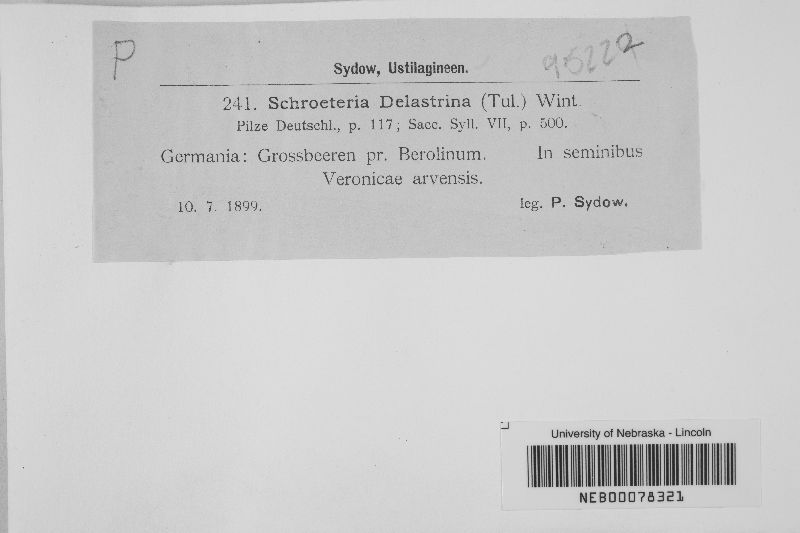 P
Sydow, Ustilagineen.
95222
241. Schroeteria Delastrina (Tul.) Wint.
Pilze Deutschl., p. 117; Sacc. Syll. VII, p. 500.
Germania: Grossbeeren pr. Berolinum. In seminibus
Veronicae arvensis.
10. 7. 1899. leg. P. Sydow.
University of Nebraska - Lincoln
NEB00078321